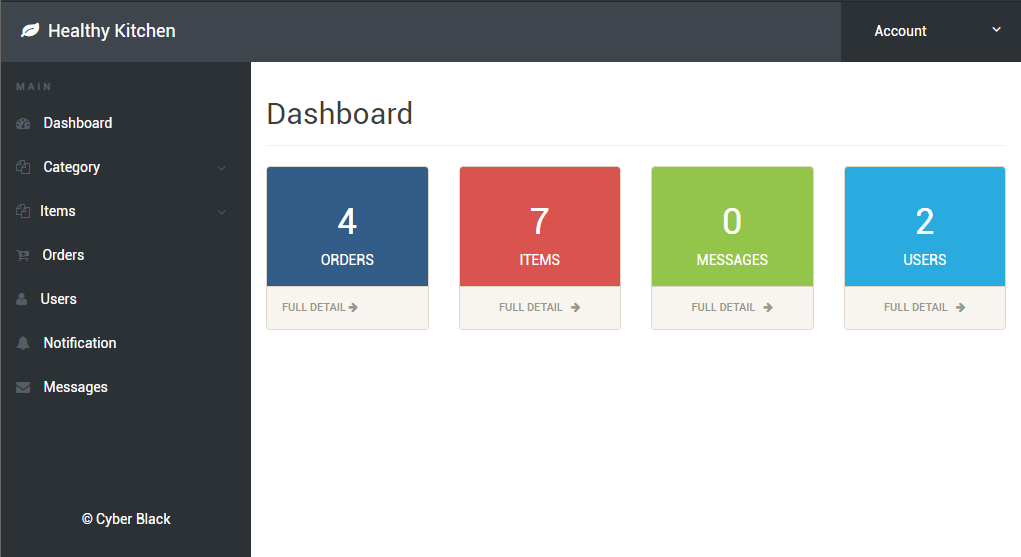 Healthy Kitchen
Account
MAIN
Dashboard
Category
Items
Orders
Users
Notification
Messages
© Cyber Black
Dashboard
4
ORDERS
FULL DETAIL
7
ITEMS
FULL DETAIL
0
MESSAGES
FULL DETAIL
2
USERS
FULL DETAIL